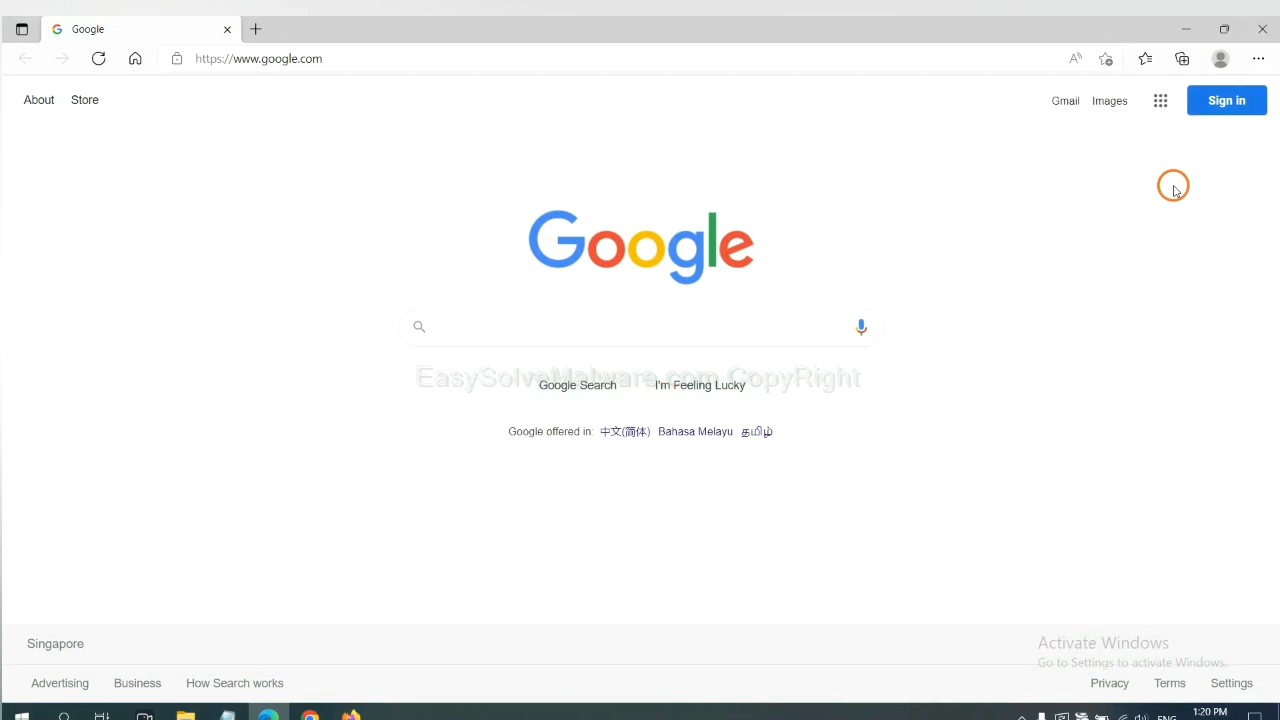 Google
https://www.google.com
About Store
Gmail Images Sign in
Google
EasySolveMalware.com CopyRight
Google Search I'm Feeling Lucky
Google offered in: 中文(简体) Bahasa Melayu தமிழ்
Singapore
Activate Windows
Go to Settings to activate Windows.
Advertising Business How Search works
Privacy Terms Settings
1:20 PM
ENG